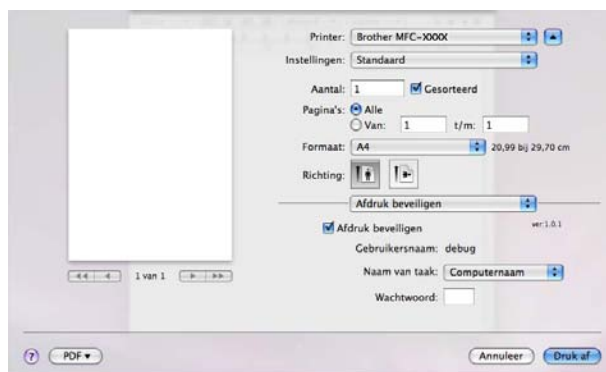 Printer: Brother MFC-XXXX
Instellingen: Standaard
Aantal: 1 Gesorteerd
Pagina's: Alle
Van: 1 t/m: 1
Formaat: A4 20,99 bij 29,70 cm
Richting:
Afdruk beveiligen
Afdruk beveiligen ver:1.0.1
Gebruikersnaam: debug
1 van 1 Naam van taak: Computernaam
Wachtwoord:
? PDF Annuleer Druk af